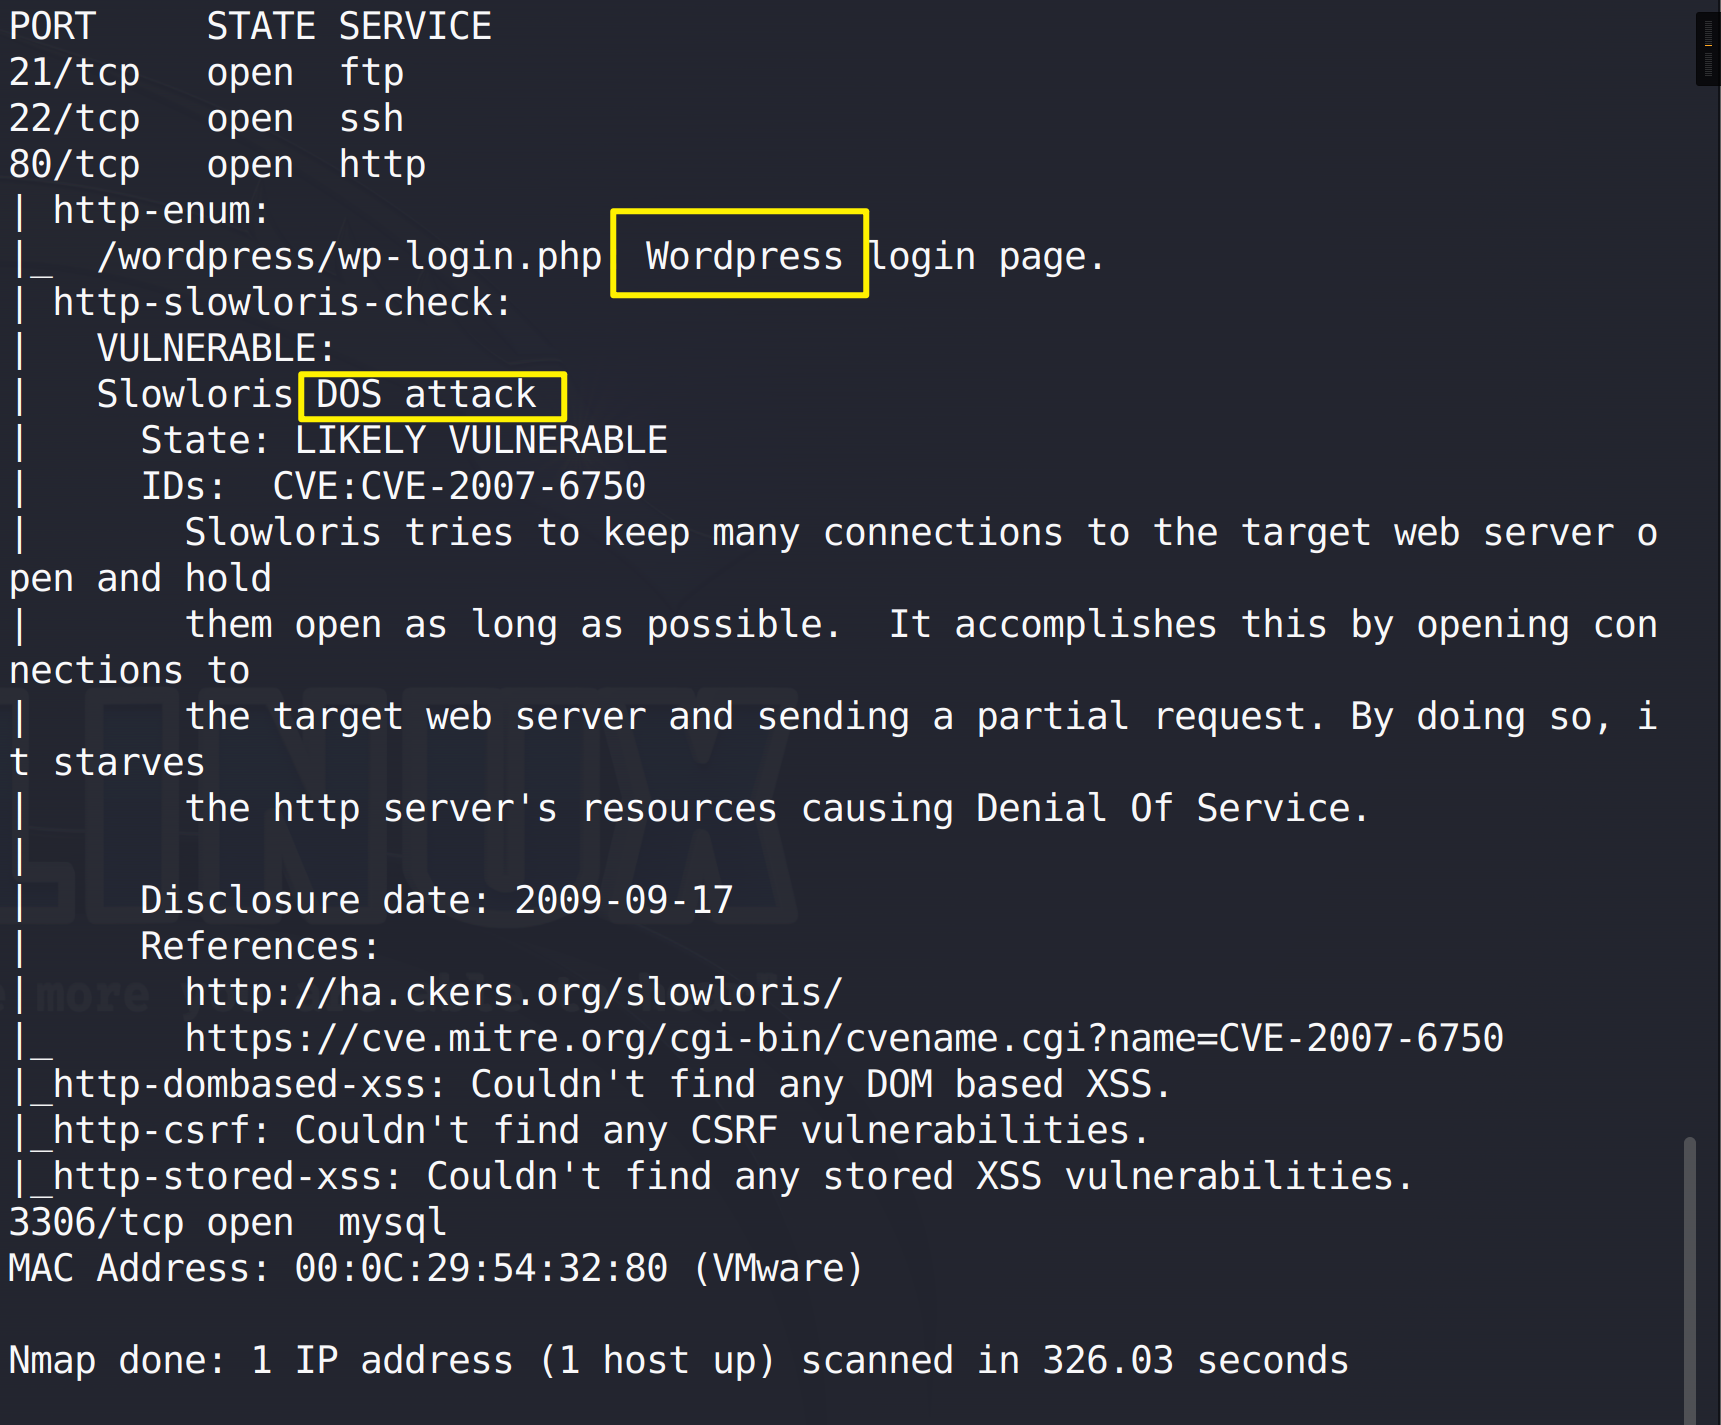 PORT     STATE SERVICE
21/tcp   open  ftp
22/tcp   open  ssh
80/tcp   open  http
| http-enum:
|_  /wordpress/wp-login.php  Wordpress login page.
| http-slowloris-check:
|   VULNERABLE:
|   Slowloris DOS attack
|     State: LIKELY VULNERABLE
|     IDs:  CVE:CVE-2007-6750
|       Slowloris tries to keep many connections to the target web server o
pen and hold
|       them open as long as possible.  It accomplishes this by opening con
nections to
|       the target web server and sending a partial request. By doing so, i
t starves
|       the http server's resources causing Denial Of Service.
|
|     Disclosure date: 2009-09-17
|     References:
|       http://ha.ckers.org/slowloris/
|_      https://cve.mitre.org/cgi-bin/cvename.cgi?name=CVE-2007-6750
|_http-dombased-xss: Couldn't find any DOM based XSS.
|_http-csrf: Couldn't find any CSRF vulnerabilities.
|_http-stored-xss: Couldn't find any stored XSS vulnerabilities.
3306/tcp open  mysql
MAC Address: 00:0C:29:54:32:80 (VMware)

Nmap done: 1 IP address (1 host up) scanned in 326.03 seconds